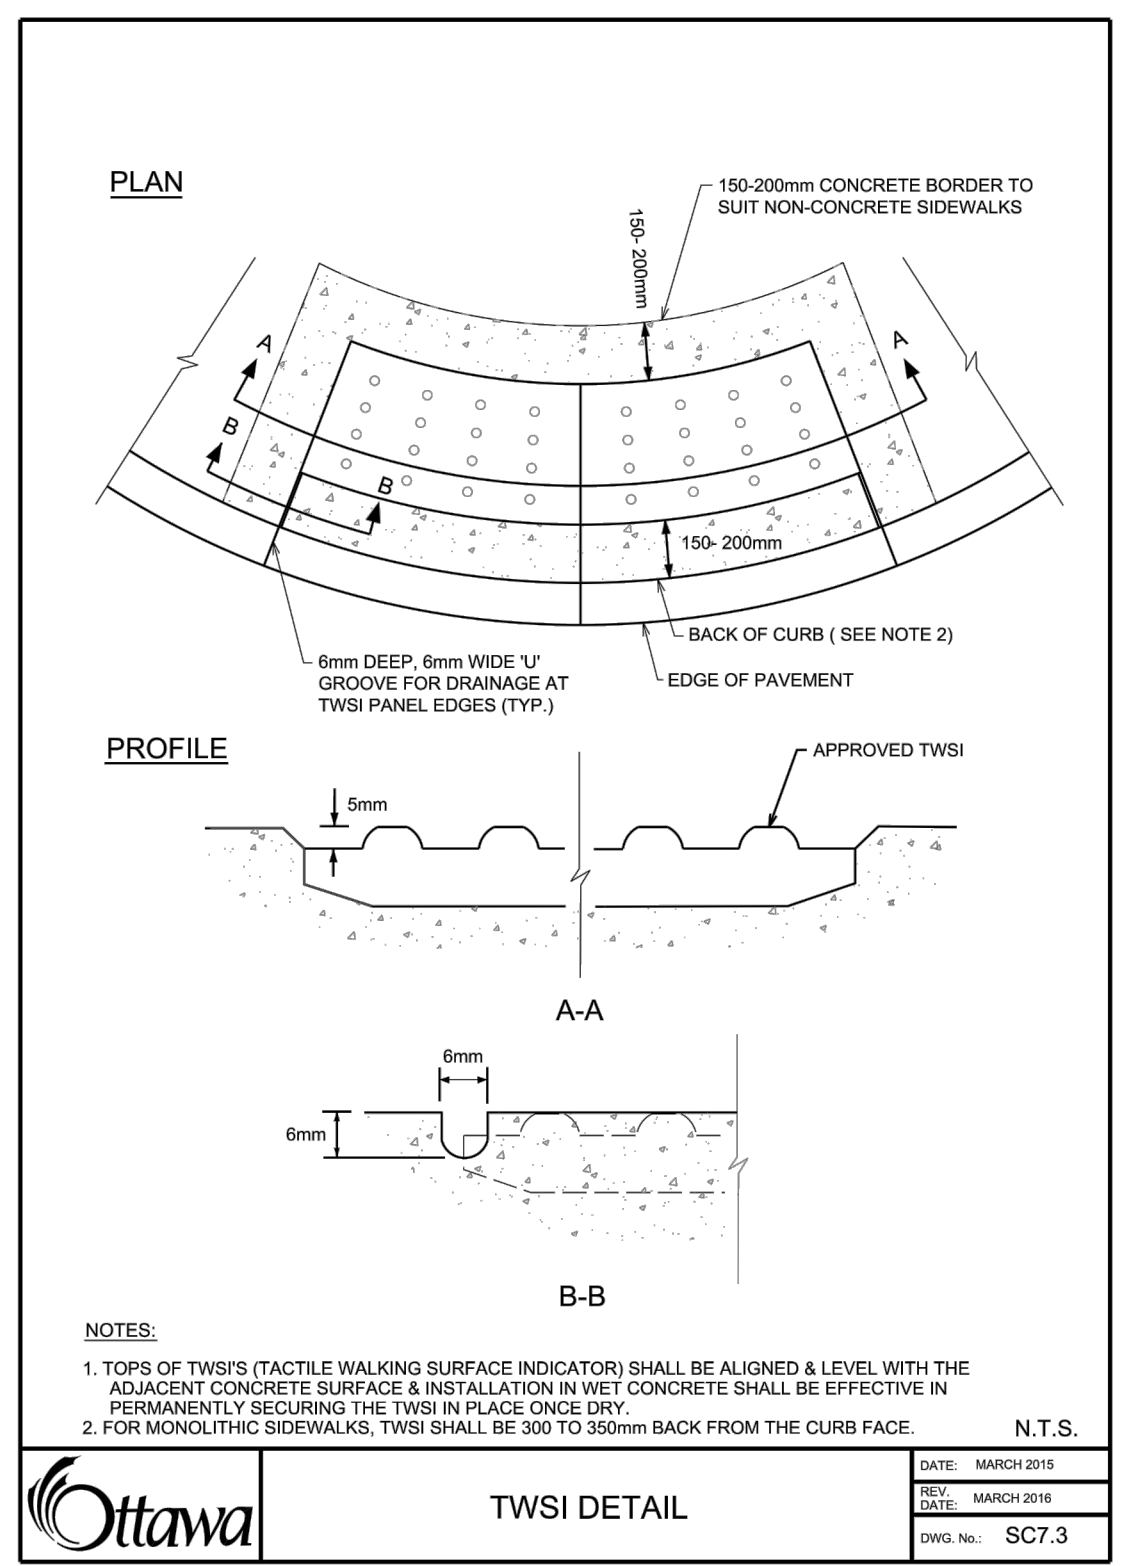 PLAN
150-200mm CONCRETE BORDER TO
SUIT NON-CONCRETE SIDEWALKS
150- 200mm
A
A
B
B
150- 200mm
BACK OF CURB ( SEE NOTE 2)
EDGE OF PAVEMENT
6mm DEEP, 6mm WIDE 'U'
GROOVE FOR DRAINAGE AT
TWSI PANEL EDGES (TYP.)
PROFILE
APPROVED TWSI
5mm
A-A
6mm
6mm
B-B
NOTES:
1. TOPS OF TWSI'S (TACTILE WALKING SURFACE INDICATOR) SHALL BE ALIGNED & LEVEL WITH THE
ADJACENT CONCRETE SURFACE & INSTALLATION IN WET CONCRETE SHALL BE EFFECTIVE IN
PERMANENTLY SECURING THE TWSI IN PLACE ONCE DRY.
2. FOR MONOLITHIC SIDEWALKS, TWSI SHALL BE 300 TO 350mm BACK FROM THE CURB FACE.
N.T.S.
Ottawa
TWSI DETAIL
DATE: MARCH 2015
REV.
DATE: MARCH 2016
DWG. No.: SC7.3